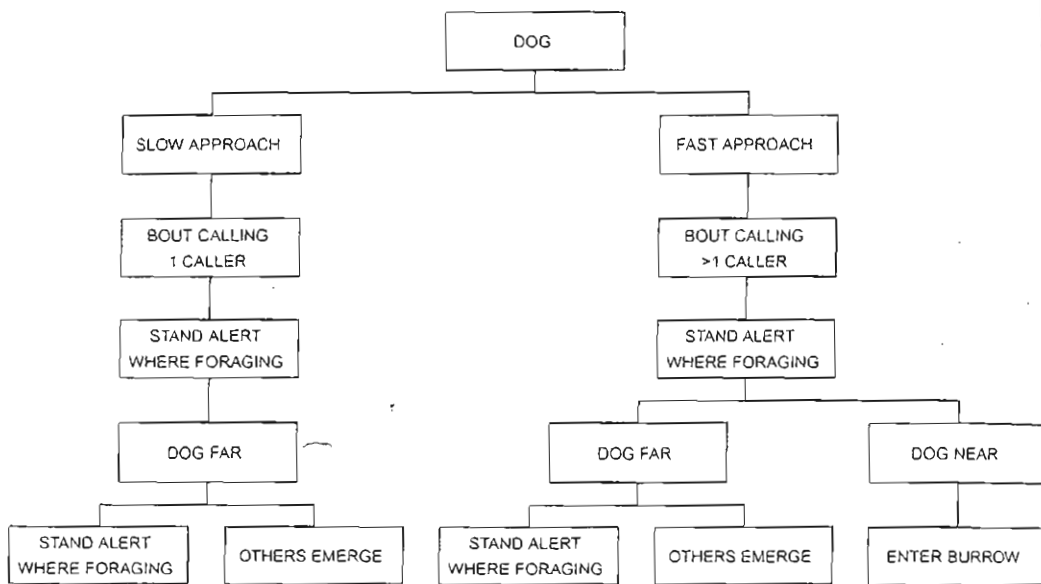 DOG
SLOW APPROACH
FAST APPROACH
BOUT CALLING
1 CALLER
BOUT CALLING
>1 CALLER
STAND ALERT
WHERE FORAGING
STAND ALERT
WHERE FORAGING
DOG FAR
DOG FAR
DOG NEAR
STAND ALERT
WHERE FORAGING
OTHERS EMERGE
STAND ALERT
WHERE FORAGING
OTHERS EMERGE
ENTER BURROW